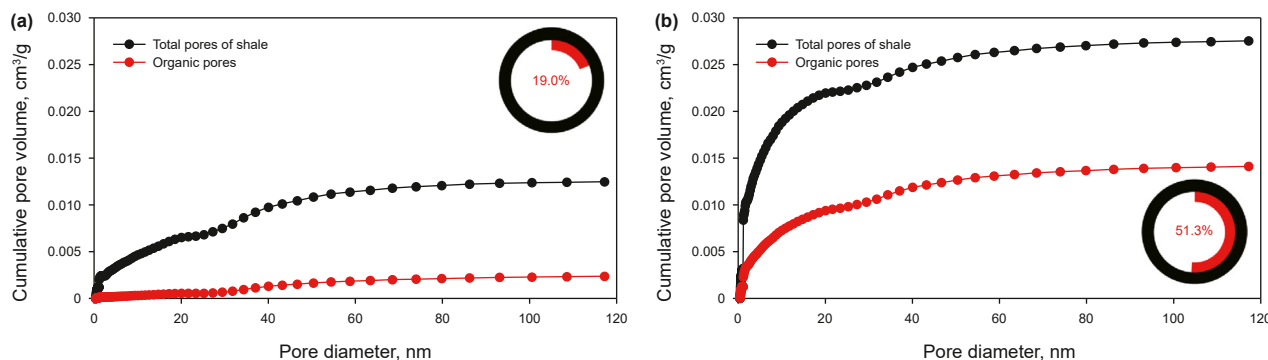 (a)
0.030
0.025
0.020
0.015
0.010
0.005
0
Cumulative pore volume, cm³/g
Total pores of shale
Organic pores
19.0%
0 20 40 60 80 100 120
Pore diameter, nm
(b)
0.030
0.025
0.020
0.015
0.010
0.005
0
Cumulative pore volume, cm³/g
Total pores of shale
Organic pores
51.3%
0 20 40 60 80 100 120
Pore diameter, nm